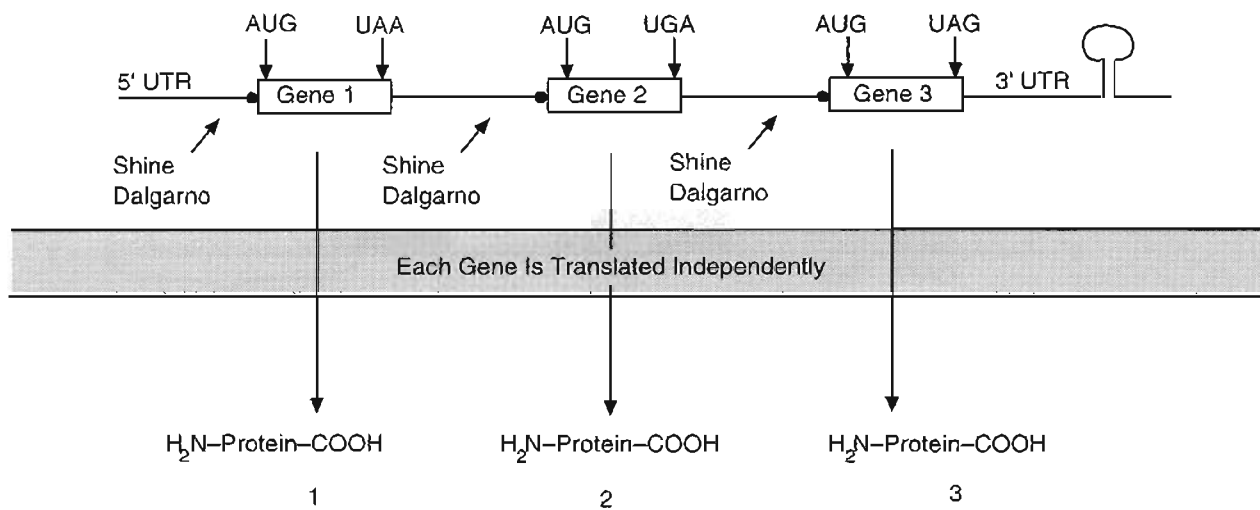 AUG UAA AUG UGA AUG UAG
5' UTR Gene 1 Gene 2 Gene 3 3' UTR
Shine Shine Shine
Dalgarno Dalgarno Dalgarno
Each Gene Is Translated Independently
H2N–Protein–COOH H2N–Protein–COOH H2N–Protein–COOH
1 2 3